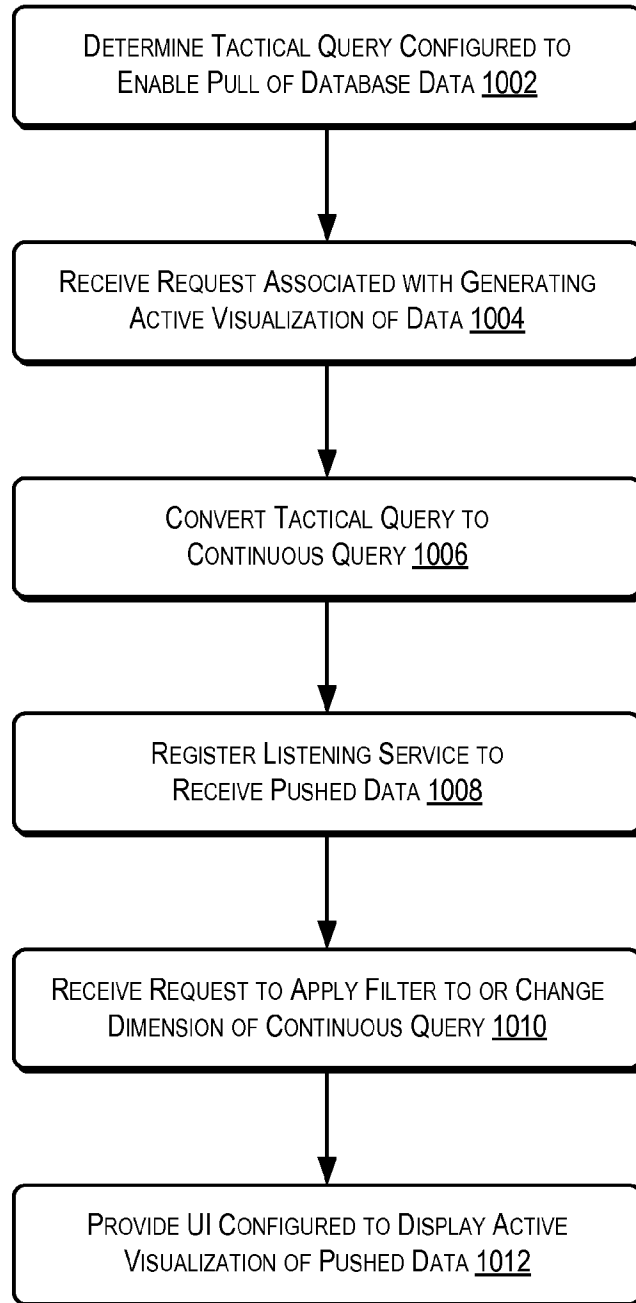 DETERMINE TACTICAL QUERY CONFIGURED TO
ENABLE PULL OF DATABASE DATA 1002
RECEIVE REQUEST ASSOCIATED WITH GENERATING
ACTIVE VISUALIZATION OF DATA 1004
CONVERT TACTICAL QUERY TO
CONTINUOUS QUERY 1006
REGISTER LISTENING SERVICE TO
RECEIVE PUSHED DATA 1008
RECEIVE REQUEST TO APPLY FILTER TO OR CHANGE
DIMENSION OF CONTINUOUS QUERY 1010
PROVIDE UI CONFIGURED TO DISPLAY ACTIVE
VISUALIZATION OF PUSHED DATA 1012